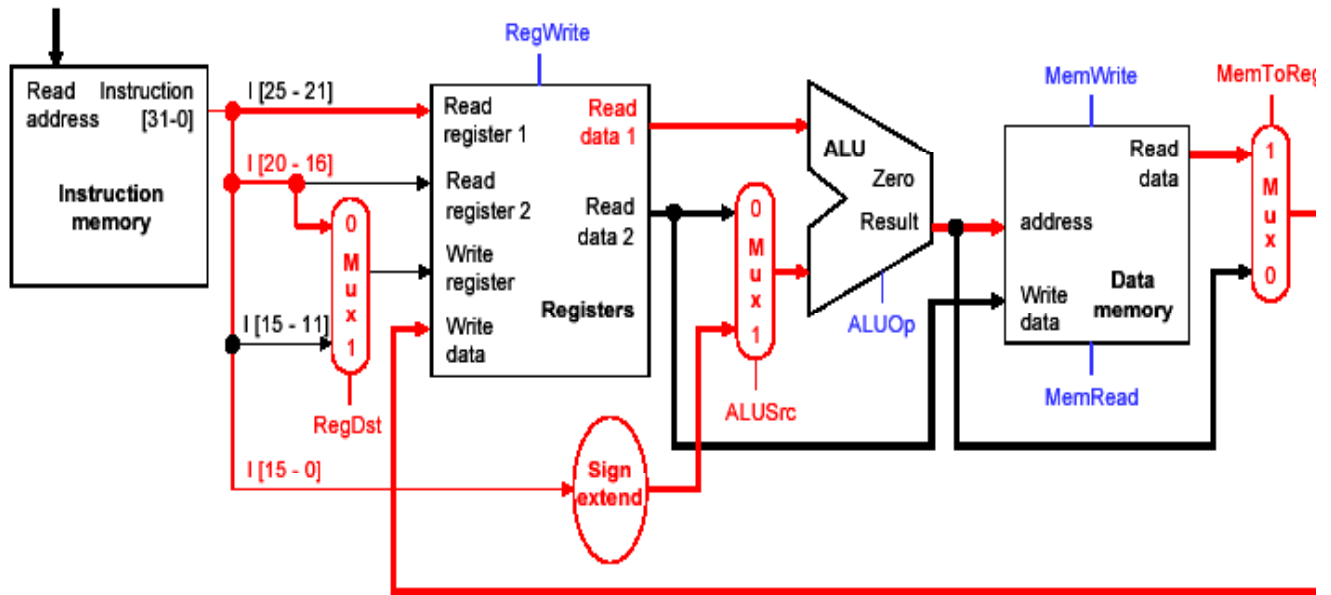 Read address
Instruction [31-0]
Instruction memory
I [25 - 21]
I [20 - 16]
I [15 - 11]
I [15 - 0]
0
M
u
x
1
RegDst
RegWrite
Read register 1
Read register 2
Write register
Write data
Read data 1
Read data 2
Registers
Sign extend
0
M
u
x
1
ALUSrc
ALU
Zero
Result
ALUOp
MemWrite
address
Write data
Read data
Data memory
MemRead
MemToReg
1
M
u
x
0